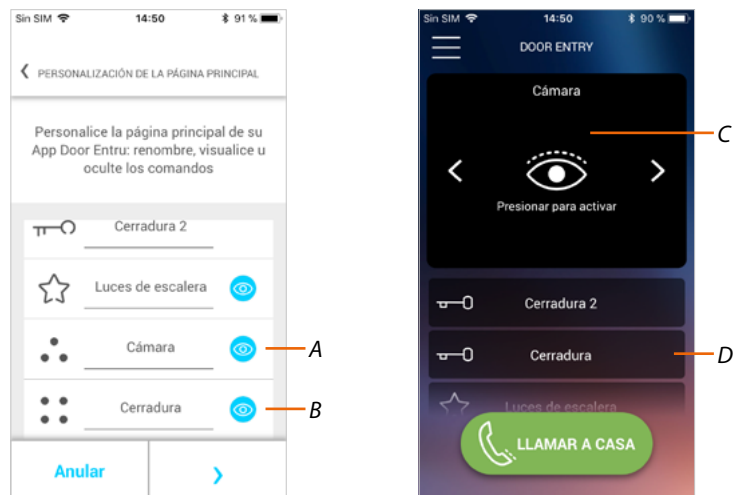 Sin SIM 14:50 91 %
PERSONALIZACIÓN DE LA PÁGINA PRINCIPAL
Personalice la página principal de su
App Door Entru: renombre, visualice u
oculte los comandos
Cerradura 2
Luces de escalera
Cámara
A
Cerradura
B
Anular
Sin SIM 14:50 90 %
DOOR ENTRY
Cámara
C
Presionar para activar
Cerradura 2
Cerradura
D
Luces de escalera
LLAMAR A CASA